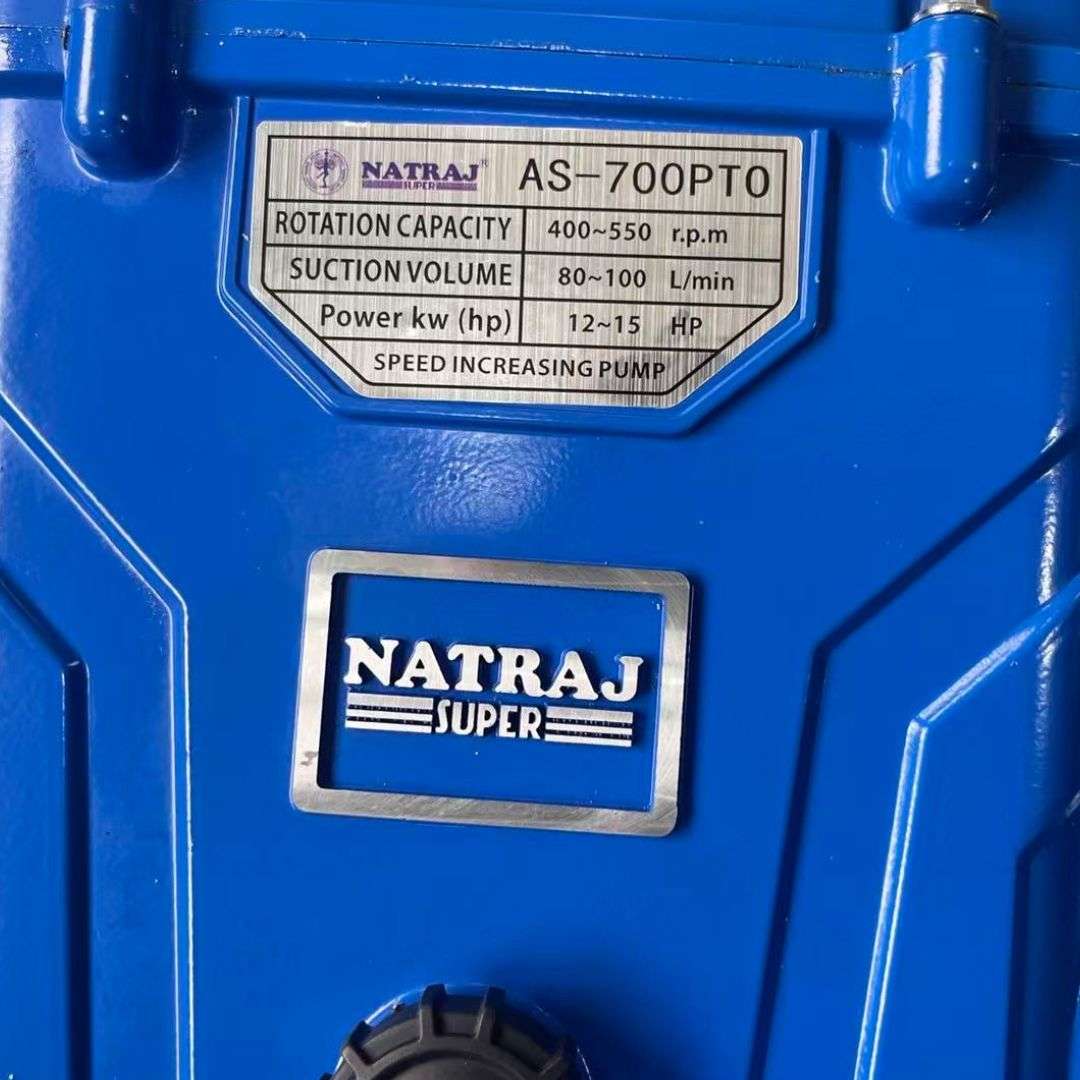 NATRAJ® AS-700PTO
SUPER
ROTATION CAPACITY 400~550 r.p.m
SUCTION VOLUME 80~100 L/min
Power kw (hp) 12~15 HP
SPEED INCREASING PUMP
NATRAJ
SUPER